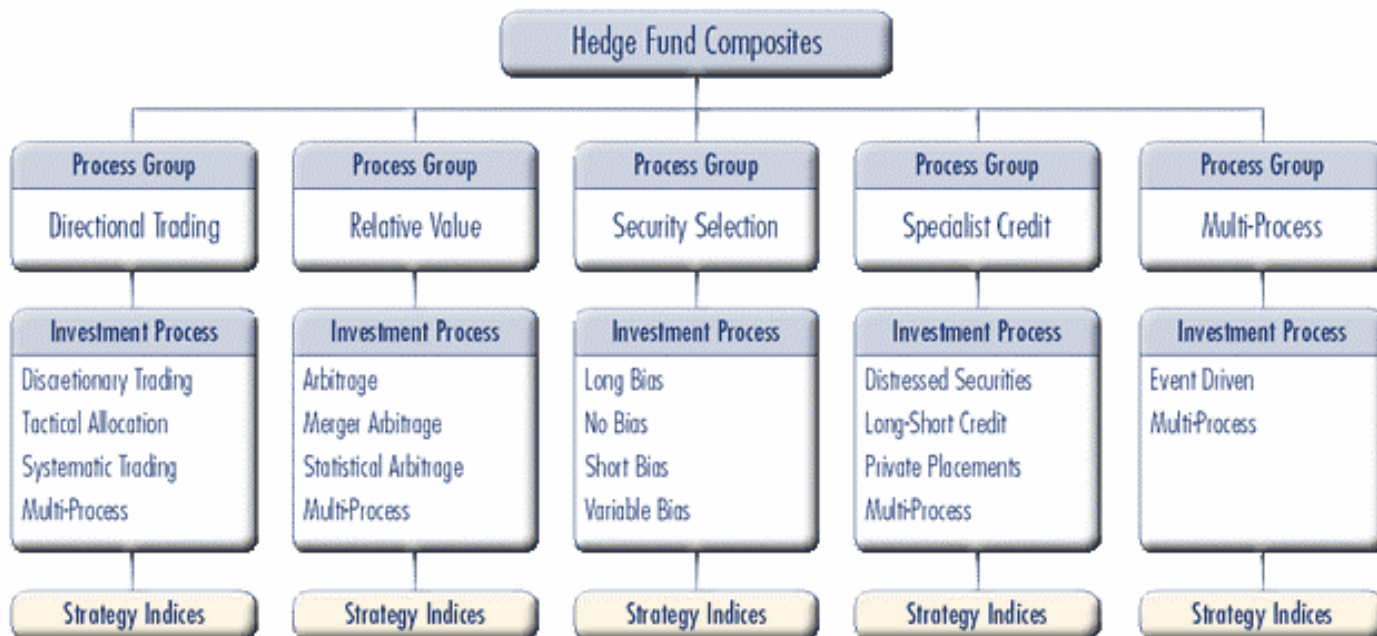 Hedge Fund Composites
Process Group
Directional Trading
Investment Process
Discretionary Trading
Tactical Allocation
Systematic Trading
Multi-Process
Strategy Indices
Process Group
Relative Value
Investment Process
Arbitrage
Merger Arbitrage
Statistical Arbitrage
Multi-Process
Strategy Indices
Process Group
Security Selection
Investment Process
Long Bias
No Bias
Short Bias
Variable Bias
Strategy Indices
Process Group
Specialist Credit
Investment Process
Distressed Securities
Long-Short Credit
Private Placements
Multi-Process
Strategy Indices
Process Group
Multi-Process
Investment Process
Event Driven
Multi-Process
Strategy Indices